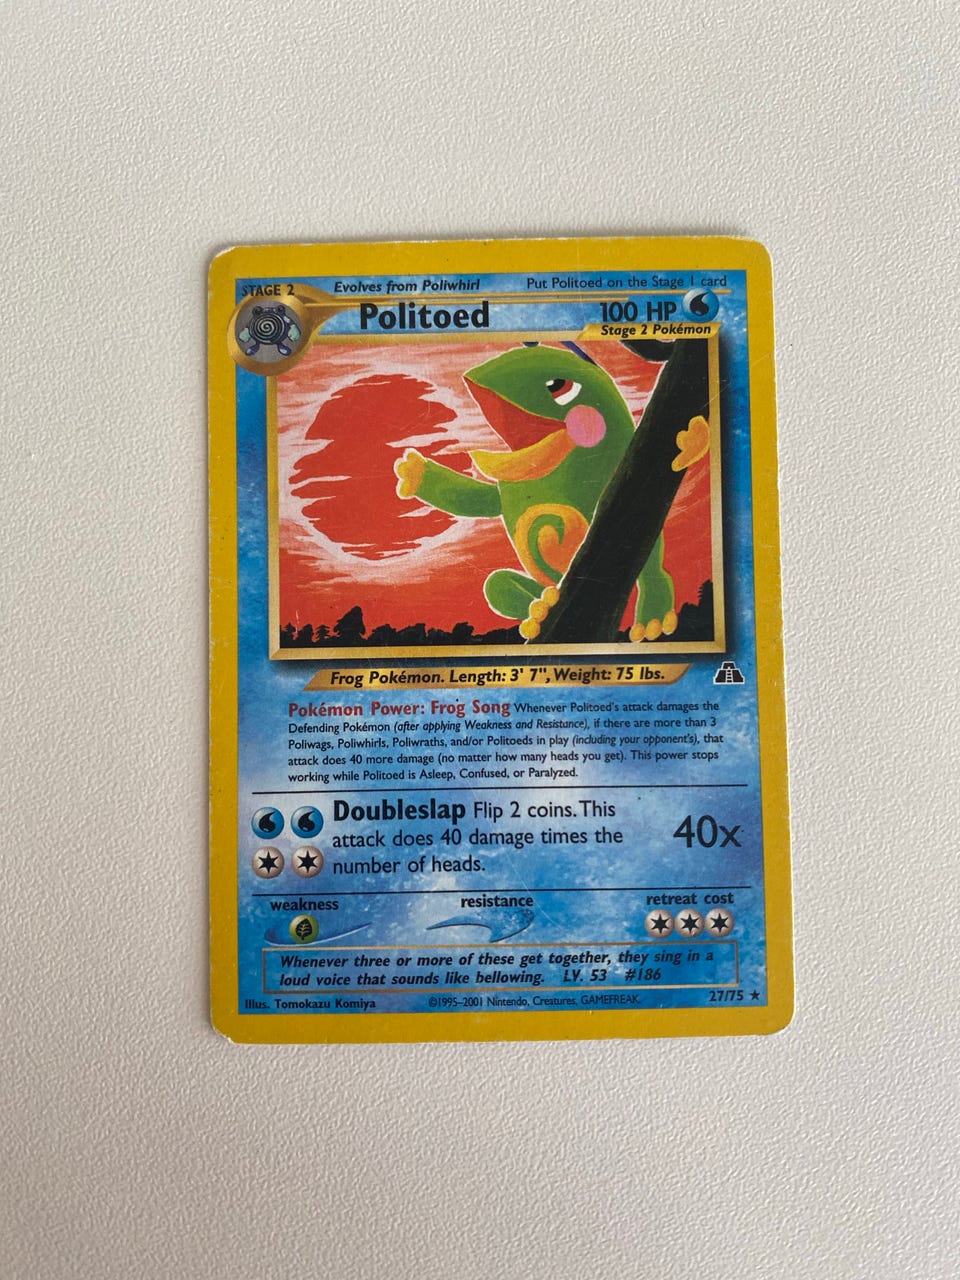 STAGE 2
Evolves from Poliwhirl
Put Politoed on the Stage 1 card
Politoed
100 HP
Stage 2 Pokémon
Frog Pokémon. Length: 3' 7", Weight: 75 lbs.
Pokémon Power: Frog Song Whenever Politoed's attack damages the
Defending Pokémon (after applying Weakness and Resistance), if there are more than 3
Poliwags, Poliwhirls, Poliwraths, and/or Politoeds in play (including your opponent's), that
attack does 40 more damage (no matter how many heads you get). This power stops
working while Politoed is Asleep, Confused, or Paralyzed.
Doubleslap Flip 2 coins. This
attack does 40 damage times the
number of heads.
40x
weakness
resistance
retreat cost
Whenever three or more of these get together, they sing in a
loud voice that sounds like bellowing. LV. 53 #186
Illus. Tomokazu Komiya
©1995–2001 Nintendo, Creatures, GAMEFREAK.
27/75 ★